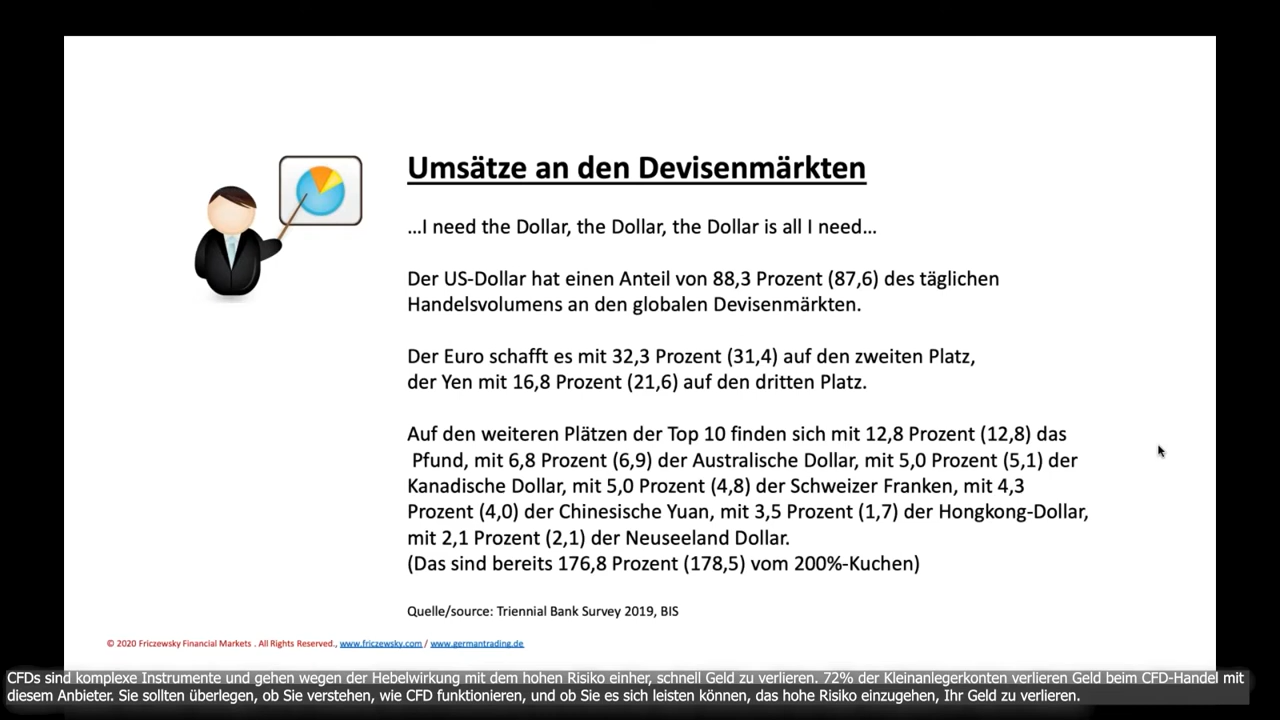 Umsätze an den Devisenmärkten
...I need the Dollar, the Dollar, the Dollar is all I need...
Der US-Dollar hat einen Anteil von 88,3 Prozent (87,6) des täglichen
Handelsvolumens an den globalen Devisenmärkten.
Der Euro schafft es mit 32,3 Prozent (31,4) auf den zweiten Platz,
der Yen mit 16,8 Prozent (21,6) auf den dritten Platz.
Auf den weiteren Plätzen der Top 10 finden sich mit 12,8 Prozent (12,8) das
Pfund, mit 6,8 Prozent (6,9) der Australische Dollar, mit 5,0 Prozent (5,1) der
Kanadische Dollar, mit 5,0 Prozent (4,8) der Schweizer Franken, mit 4,3
Prozent (4,0) der Chinesische Yuan, mit 3,5 Prozent (1,7) der Hongkong-Dollar,
mit 2,1 Prozent (2,1) der Neuseeland Dollar.
(Das sind bereits 176,8 Prozent (178,5) vom 200%-Kuchen)
Quelle/source: Triennial Bank Survey 2019, BIS
© 2020 Friczewsky Financial Markets . All Rights Reserved., www.friczewsky.com / www.germantrading.de
CFDs sind komplexe Instrumente und gehen wegen der Hebelwirkung mit dem hohen Risiko einher, schnell Geld zu verlieren. 72% der Kleinanlegerkonten verlieren Geld beim CFD-Handel mit
diesem Anbieter. Sie sollten überlegen, ob Sie verstehen, wie CFD funktionieren, und ob Sie es sich leisten können, das hohe Risiko einzugehen, Ihr Geld zu verlieren.